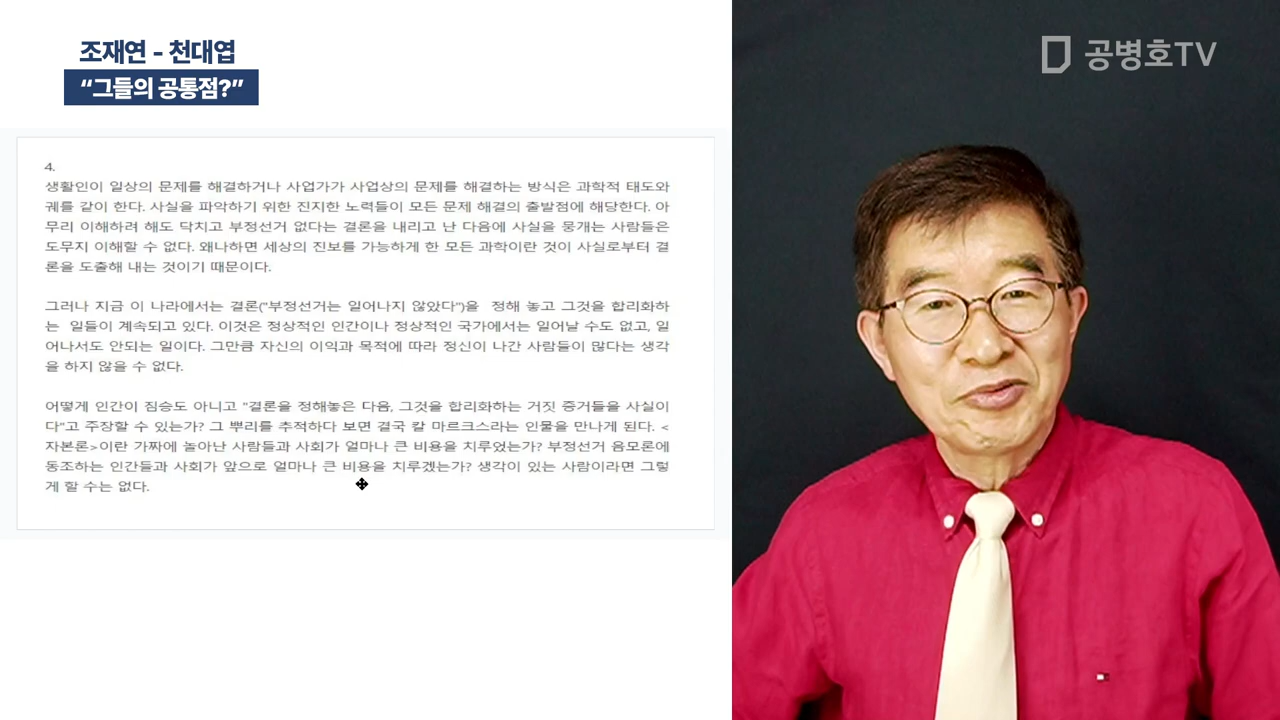 조재연 - 천대엽
“그들의 공통점?”
공병호TV
4.
생활인이 일상의 문제를 해결하거나 사업가가 사업상의 문제를 해결하는 방식은 과학적 태도와
궤를 같이 한다. 사실을 파악하기 위한 진지한 노력들이 모든 문제 해결의 출발점에 해당한다. 아
무리 이해하려 해도 닥치고 부정선거 없다는 결론을 내리고 난 다음에 사실을 뭉개는 사람들은
도무지 이해할 수 없다. 왜냐하면 세상의 진보를 가능하게 한 모든 과학이란 것이 사실로부터 결
론을 도출해 내는 것이기 때문이다.
그러나 지금 이 나라에서는 결론("부정선거는 일어나지 않았다")을 정해 놓고 그것을 합리화하
는 일들이 계속되고 있다. 이것은 정상적인 인간이나 정상적인 국가에서는 일어날 수도 없고, 일
어나서도 안되는 일이다. 그만큼 자신의 이익과 목적에 따라 정신이 나간 사람들이 많다는 생각
을 하지 않을 수 없다.
어떻게 인간이 짐승도 아니고 "결론을 정해놓은 다음, 그것을 합리화하는 거짓 증거들을 사실이
다"고 주장할 수 있는가? 그 뿌리를 추적하다 보면 결국 칼 마르크스라는 인물을 만나게 된다. <
자본론>이란 가짜에 놀아난 사람들과 사회가 얼마나 큰 비용을 치루었는가? 부정선거 음모론에
동조하는 인간들과 사회가 앞으로 얼마나 큰 비용을 치루겠는가? 생각이 있는 사람이라면 그렇
게 할 수는 없다.